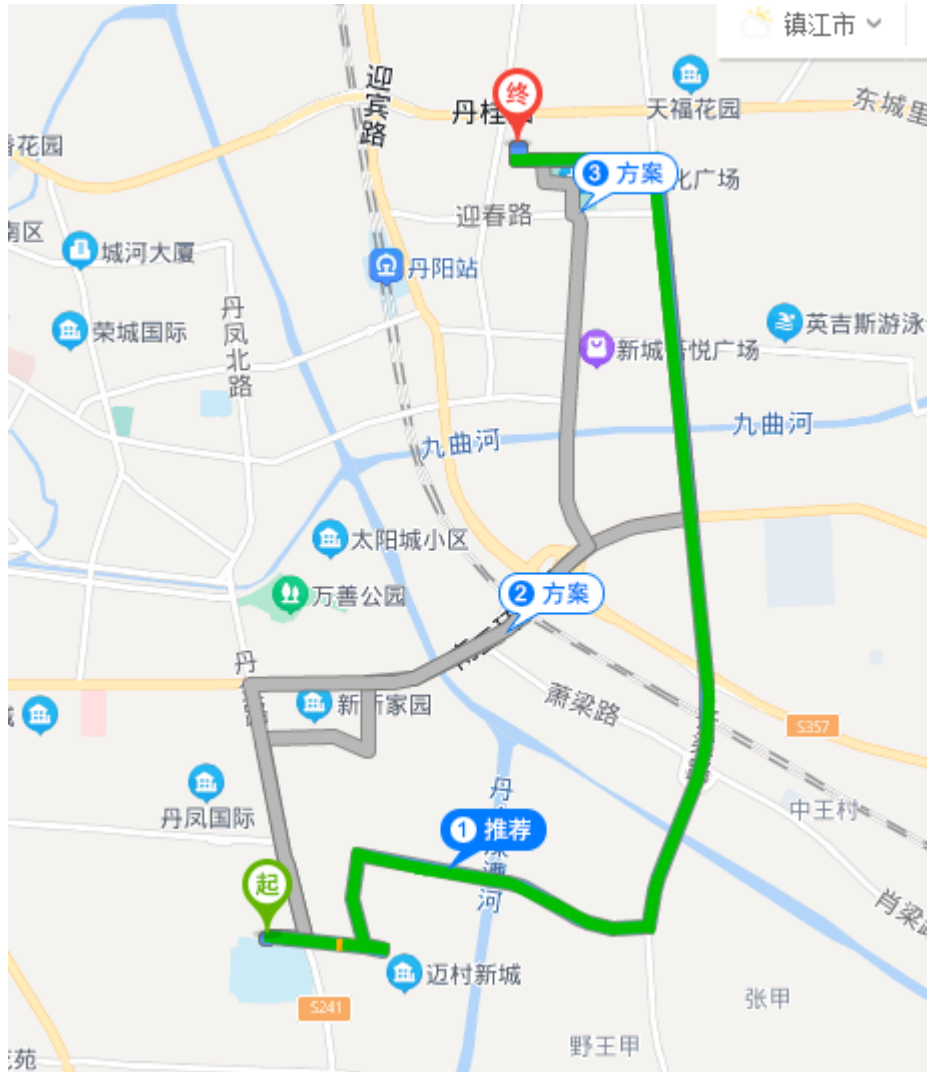 镇江市
迎宾路
终
丹桂
天福花园
东城里
花园
3 方案
化广场
南区
迎春路
城河大厦
丹阳站
丹凤北路
荣城国际
新城吾悦广场
英吉斯游泳
九曲河
九曲河
太阳城小区
万善公园
2 方案
丹
家园
萧梁路
S357
丹凤国际
中王村
1 推荐
河
起
肖梁路
迈村新城
张甲
S241
野王甲
苑